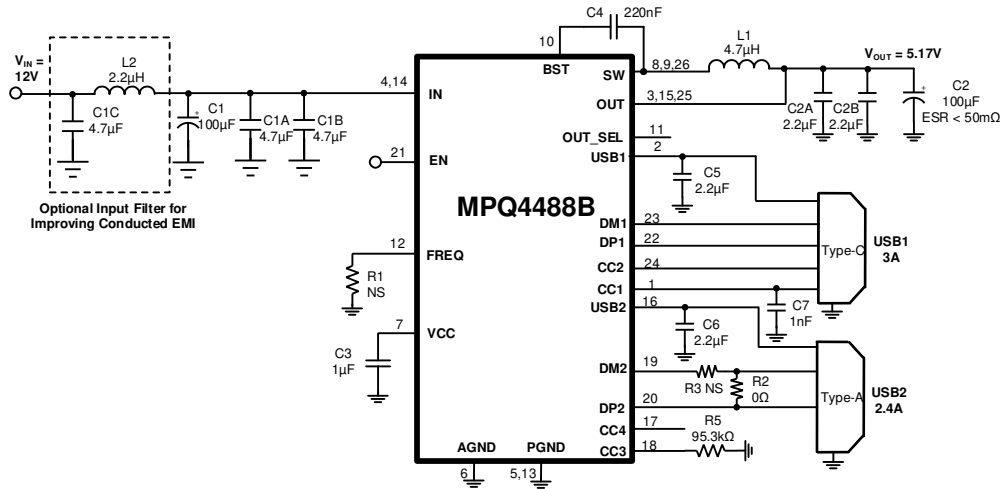 C4
220nF
10
BST
V_IN =
12V
L2
2.2µH
C1C
4.7µF
C1
100µF
C1A
4.7µF
C1B
4.7µF
4,14
IN
21
EN
Optional Input Filter for
Improving Conducted EMI
12
FREQ
R1
NS
7
VCC
C3
1µF
MPQ4488B
AGND
6
PGND
5,13
SW
8,9,26
L1
4.7µH
V_OUT = 5.17V
OUT
3,15,25
C2A
2.2µF
C2B
2.2µF
C2
100µF
ESR < 50mΩ
OUT_SEL
11
USB1
2
C5
2.2µF
DM1
23
DP1
22
CC2
24
CC1
1
Type-C
USB1
3A
C7
1nF
USB2
16
C6
2.2µF
DM2
19
R3 NS
R2
0Ω
DP2
20
Type-A
USB2
2.4A
CC4
17
CC3
18
R5
95.3kΩ